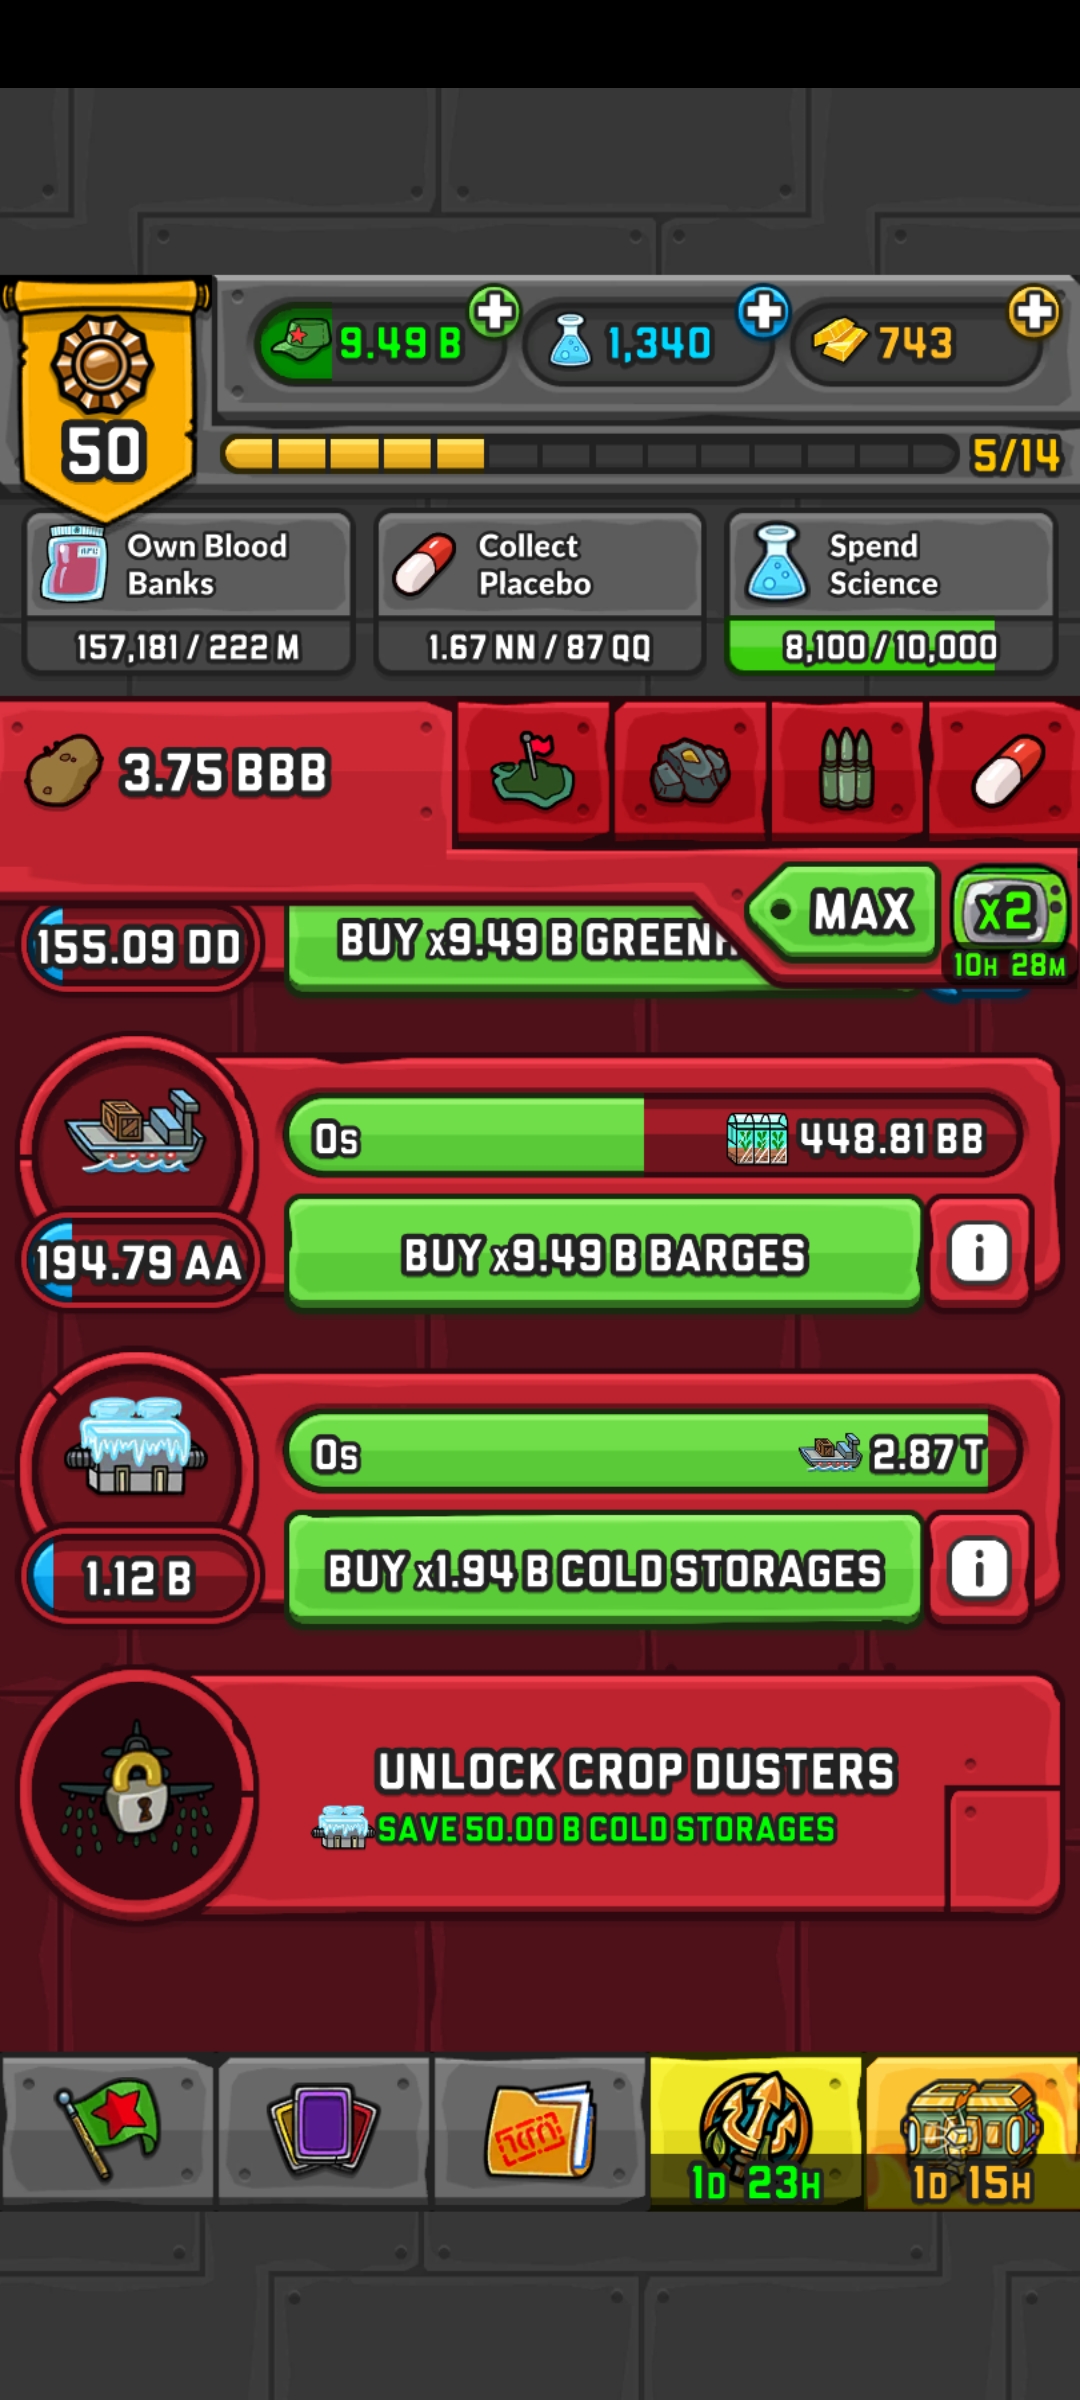 9.49 B
1,340
743
50
5/14
Own Blood
Banks
157,181 / 222 M
Collect
Placebo
1.67 NN / 87 QQ
Spend
Science
8,100 / 10,000
3.75 BBB
MAX
x2
10H 28M
155.09 DD
BUY x9.49 B
0s
448.81 BB
194.79 AA
BUY x9.49 B BARGES
i
0s
2.87 T
1.12 B
BUY x1.94 B COLD STORAGES
i
UNLOCK CROP DUSTERS
SAVE 50.00 B COLD STORAGES
1D 23H
1D 15H